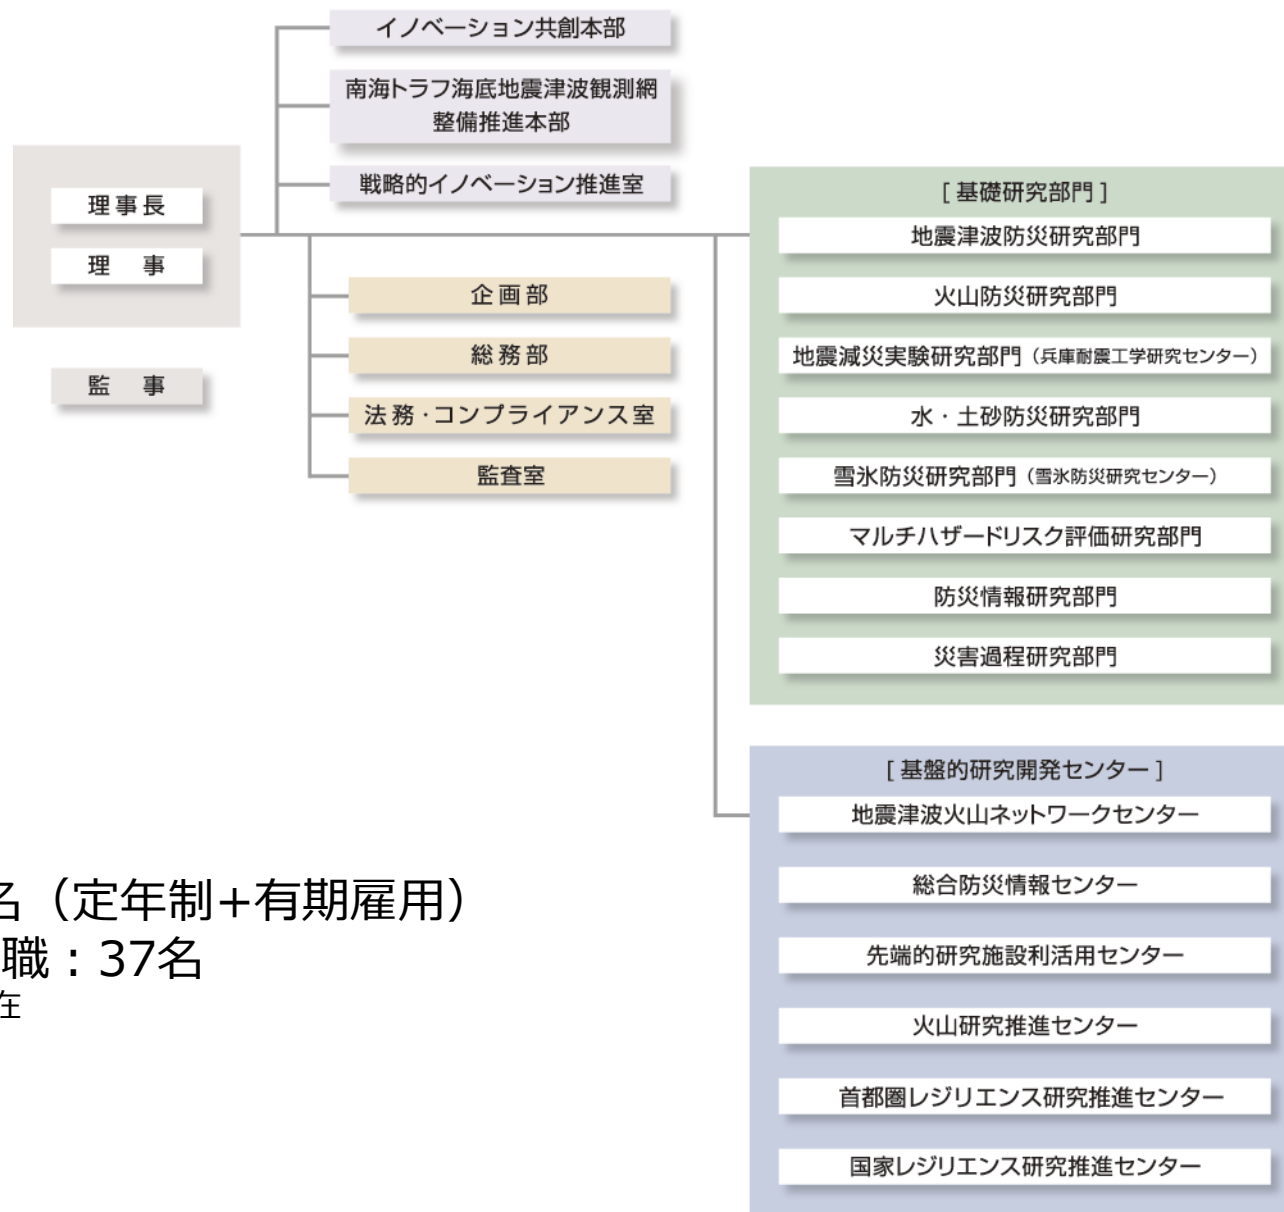 イノベーション共創本部
南海トラフ海底地震津波観測網
整備推進本部
戦略的イノベーション推進室
理事長
理　事
監　事
企画部
総務部
法務・コンプライアンス室
監査室
[ 基礎研究部門 ]
地震津波防災研究部門
火山防災研究部門
地震減災実験研究部門（兵庫耐震工学研究センター）
水・土砂防災研究部門
雪氷防災研究部門（雪氷防災研究センター）
マルチハザードリスク評価研究部門
防災情報研究部門
災害過程研究部門
[ 基盤的研究開発センター ]
地震津波火山ネットワークセンター
総合防災情報センター
先端的研究施設利活用センター
火山研究推進センター
首都圏レジリエンス研究推進センター
国家レジリエンス研究推進センター
名（定年制+有期雇用）
職：37名
在